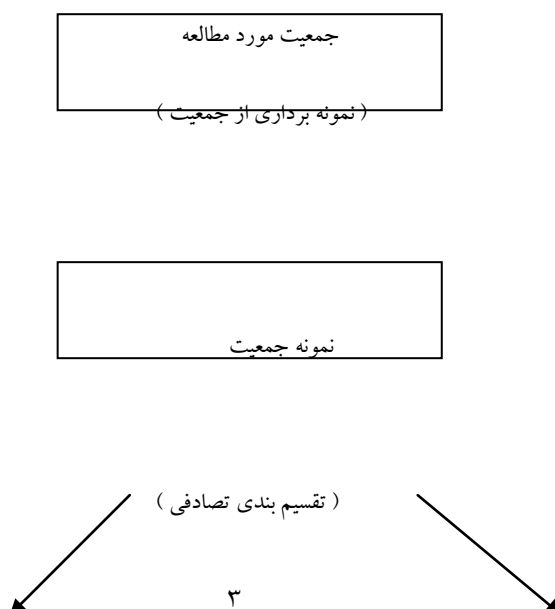 جمعیت مورد مطالعه
( نمونه برداری از جمعیت )
نمونه جمعیت
( تقسیم بندی تصادفی )
۳